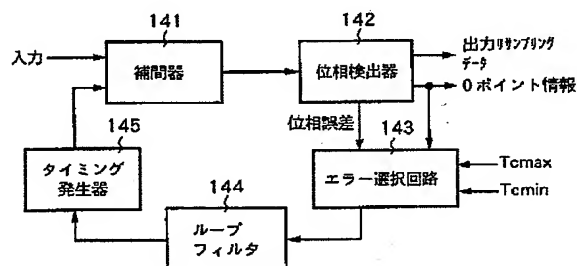 141
142
入力
補間器
位相検出器
出力リサンプリング
データ
0ポイント情報
位相誤差
143
145
タイミング
発生器
エラー選択回路
Tcmax
Tcmin
144
ループ
フィルタ